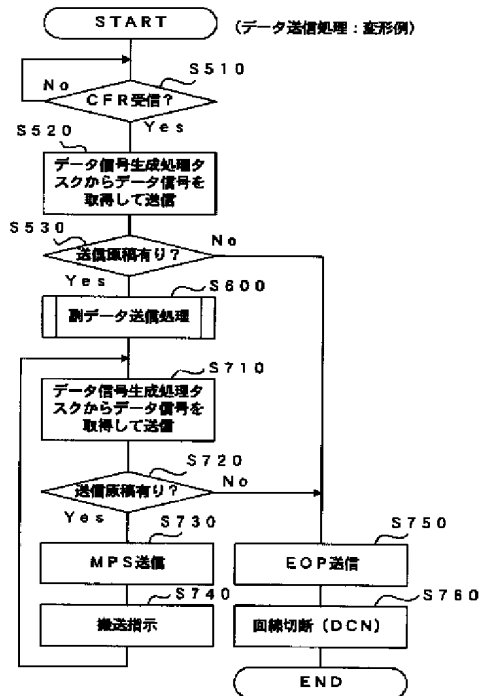 START
(データ送信処理：変形例)
S510
No
CFR受信？
Yes
S520
データ信号生成処理タ
スクからデータ信号を
取得して送信
S530
No
送信原稿有り？
Yes
S600
副データ送信処理
S710
データ信号生成処理タ
スクからデータ信号を
取得して送信
S720
送信原稿有り？
No
Yes
S730
MPS送信
S740
搬送指示
S750
EOP送信
S760
回線切断（DCN）
END